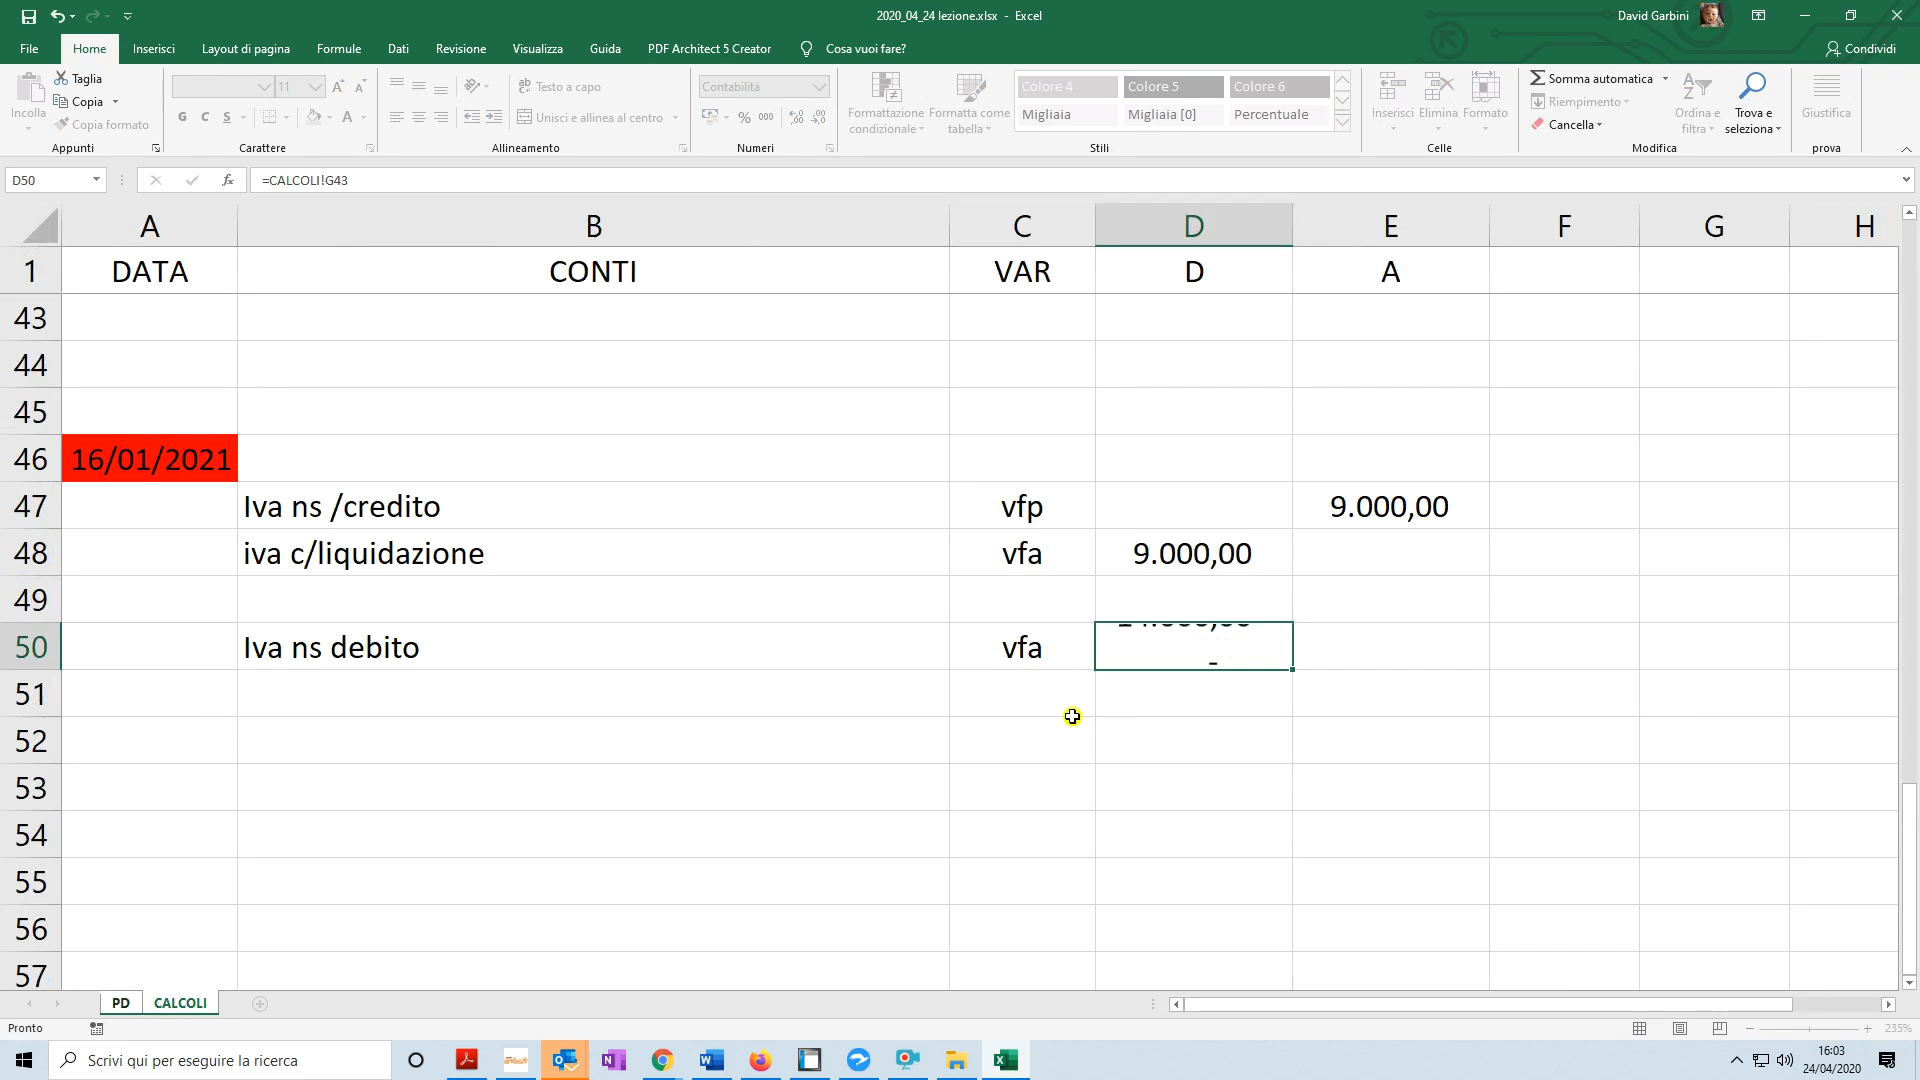 2020_04_24 lezione.xlsx - Excel
David Garbini
File Home Inserisci Layout di pagina Formule Dati Revisione Visualizza Guida PDF Architect 5 Creator Cosa vuoi fare? Condividi
Incolla
Taglia
Copia
Copia formato
Appunti
11
G C S
Carattere
Testo a capo
Unisci e allinea al centro
Allineamento
Contabilità
% 000
Numeri
Formattazione condizionale
Formatta come tabella
Colore 4 Colore 5 Colore 6
Migliaia Migliaia [0] Percentuale
Stili
Inserisci Elimina Formato
Celle
Somma automatica
Riempimento
Cancella
Ordina e filtra
Trova e seleziona
Modifica
Giustifica
prova
D50 fx =CALCOLI!G43
A B C D E F G H
1 DATA CONTI VAR D A
43
44
45
46 16/01/2021
47 Iva ns /credito vfp 9.000,00
48 iva c/liquidazione vfa 9.000,00
49
50 Iva ns debito vfa -
51
52
53
54
55
56
57
PD CALCOLI
Pronto
235%
Scrivi qui per eseguire la ricerca
16:03
24/04/2020